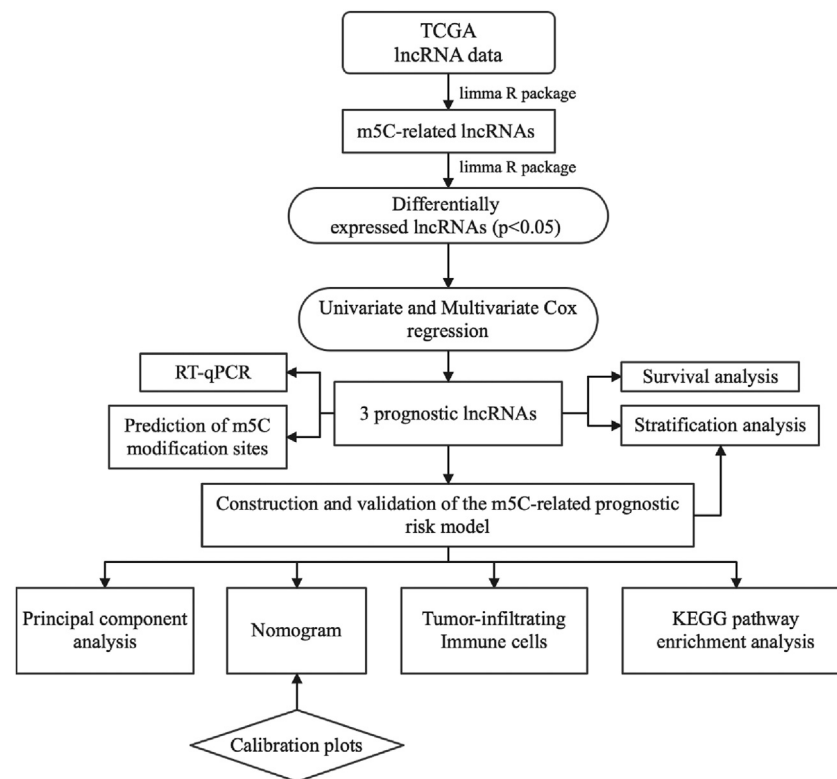 TCGA
lncRNA data
limma R package
m5C-related lncRNAs
limma R package
Differentially
expressed lncRNAs (p<0.05)
Univariate and Multivariate Cox
regression
RT-qPCR
Survival analysis
3 prognostic lncRNAs
Prediction of m5C
modification sites
Stratification analysis
Construction and validation of the m5C-related prognostic
risk model
Principal component
analysis
Nomogram
Tumor-infiltrating
Immune cells
KEGG pathway
enrichment analysis
Calibration plots